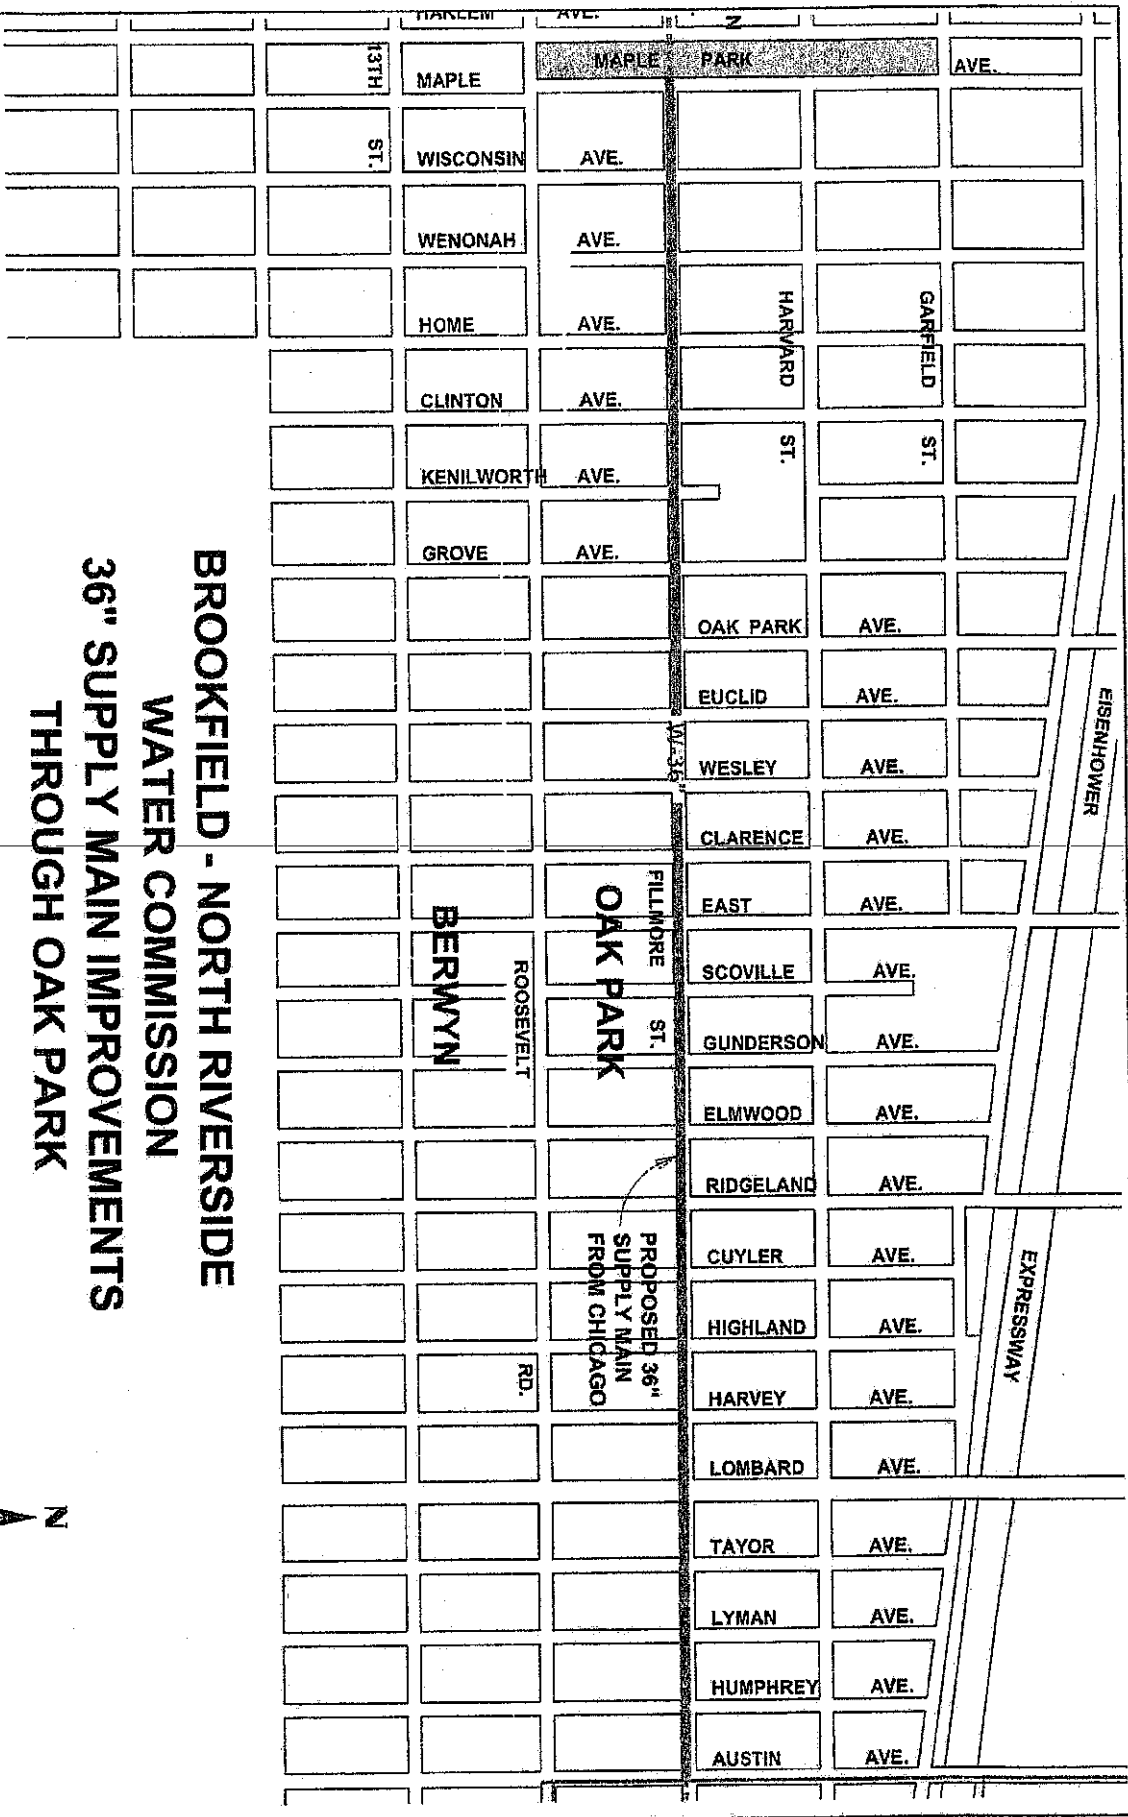 HARLEM AVE.
N
MAPLE PARK
AVE.
13TH ST.
MAPLE
WISCONSIN AVE.
WENONAH AVE.
HOME AVE.
CLINTON AVE.
KENILWORTH AVE.
GROVE AVE.
HARVARD ST.
GARFIELD ST.
OAK PARK AVE.
EUCLID AVE.
WESLEY AVE.
CLARENCE AVE.
EAST AVE.
SCOVILLE AVE.
GUNDERSON AVE.
ELMWOOD AVE.
RIDGELAND AVE.
CUYLER AVE.
HIGHLAND AVE.
HARVEY AVE.
LOMBARD AVE.
TAYOR AVE.
LYMAN AVE.
HUMPHREY AVE.
AUSTIN AVE.
EISENHOWER EXPRESSWAY
W-36"
FILLMORE ST.
OAK PARK
ROOSEVELT RD.
BERWYN
PROPOSED 36"
SUPPLY MAIN
FROM CHICAGO
BROOKFIELD - NORTH RIVERSIDE
WATER COMMISSION
36" SUPPLY MAIN IMPROVEMENTS
THROUGH OAK PARK
N